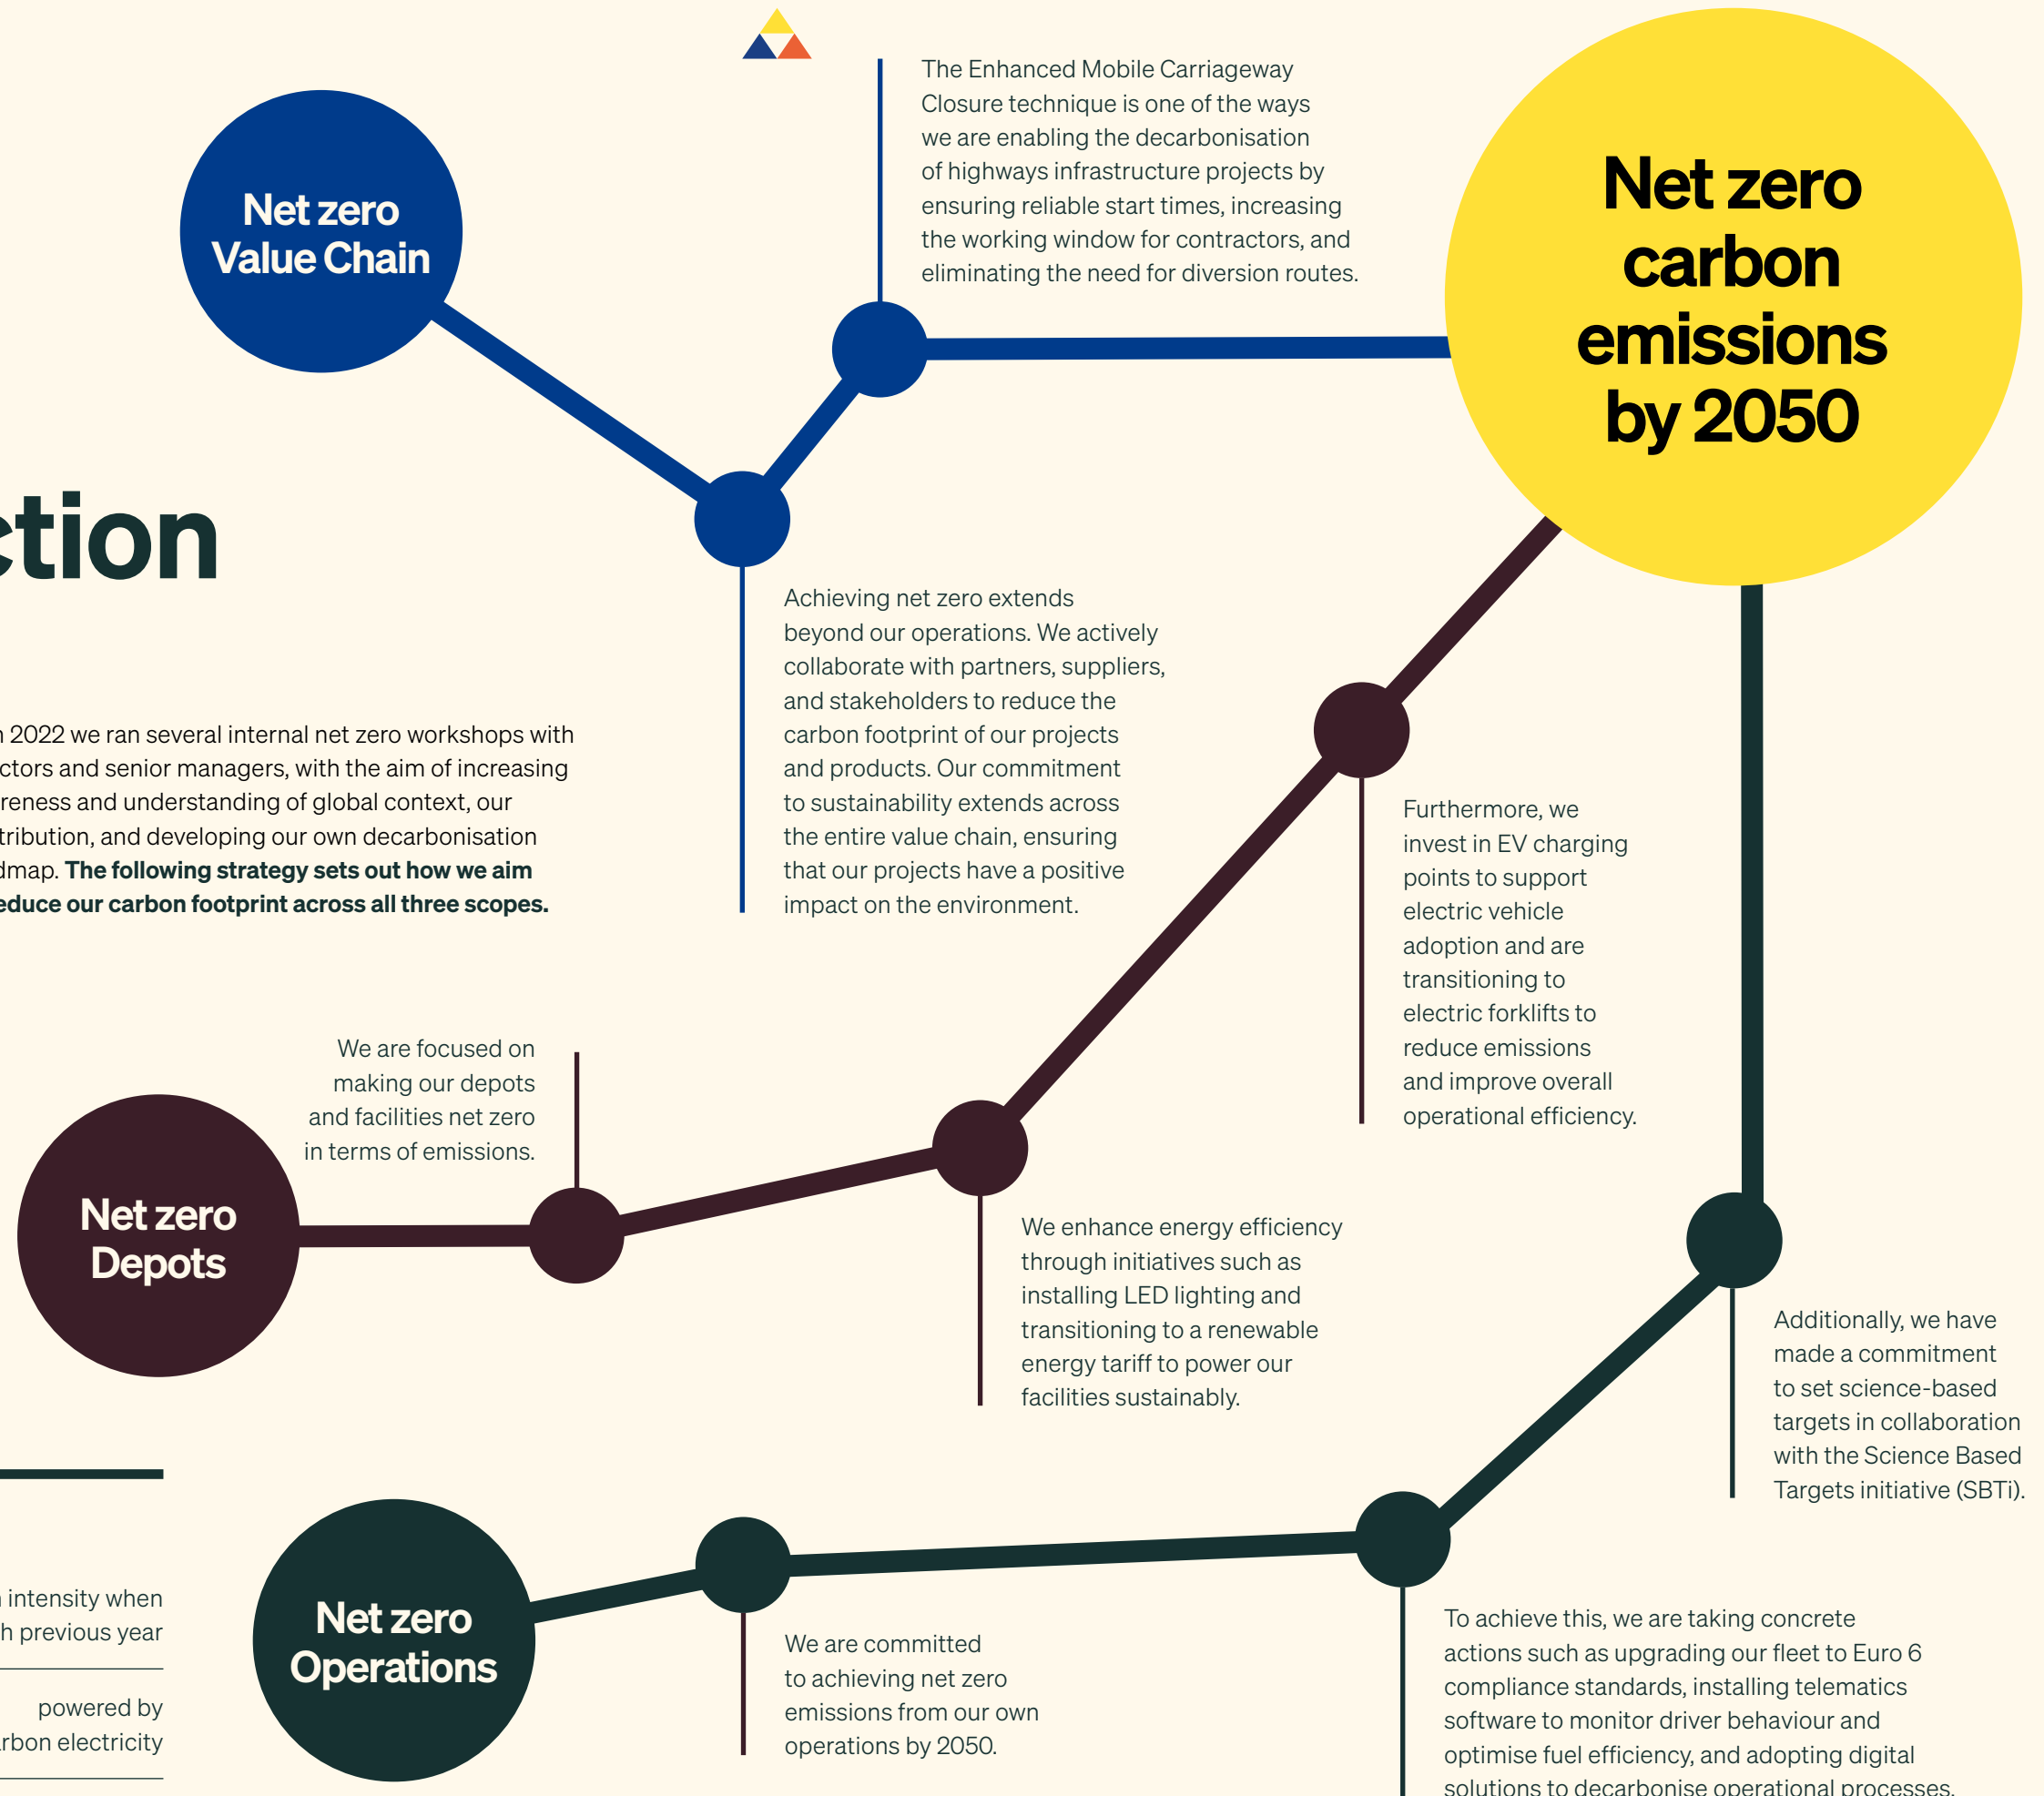 Net zero
Value Chain
The Enhanced Mobile Carriageway
Closure technique is one of the ways
we are enabling the decarbonisation
of highways infrastructure projects by
ensuring reliable start times, increasing
the working window for contractors, and
eliminating the need for diversion routes.
Net zero
carbon
emissions
by 2050
ction
Achieving net zero extends
beyond our operations. We actively
collaborate with partners, suppliers,
and stakeholders to reduce the
carbon footprint of our projects
and products. Our commitment
to sustainability extends across
the entire value chain, ensuring
that our projects have a positive
impact on the environment.
n 2022 we ran several internal net zero workshops with
ctors and senior managers, with the aim of increasing
reness and understanding of global context, our
tribution, and developing our own decarbonisation
dmap. The following strategy sets out how we aim
educe our carbon footprint across all three scopes.
Furthermore, we
invest in EV charging
points to support
electric vehicle
adoption and are
transitioning to
electric forklifts to
reduce emissions
and improve overall
operational efficiency.
We are focused on
making our depots
and facilities net zero
in terms of emissions.
Net zero
Depots
We enhance energy efficiency
through initiatives such as
installing LED lighting and
transitioning to a renewable
energy tariff to power our
facilities sustainably.
Additionally, we have
made a commitment
to set science-based
targets in collaboration
with the Science Based
Targets initiative (SBTi).
intensity when
h previous year
powered by
rbon electricity
Net zero
Operations
We are committed
to achieving net zero
emissions from our own
operations by 2050.
To achieve this, we are taking concrete
actions such as upgrading our fleet to Euro 6
compliance standards, installing telematics
software to monitor driver behaviour and
optimise fuel efficiency, and adopting digital
solutions to decarbonise operational processes.